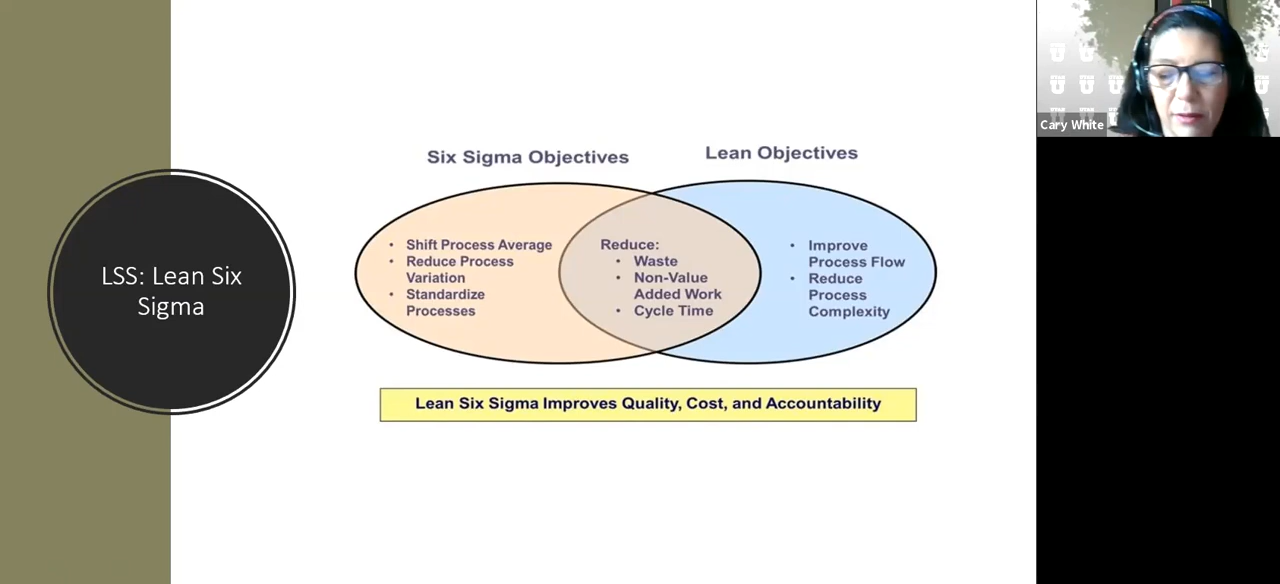 LSS: Lean Six
Sigma
Six Sigma Objectives
Lean Objectives
• Shift Process Average
• Reduce Process
Variation
• Standardize
Processes
Reduce:
• Waste
• Non-Value
Added Work
• Cycle Time
• Improve
Process Flow
• Reduce
Process
Complexity
Lean Six Sigma Improves Quality, Cost, and Accountability
Cary White